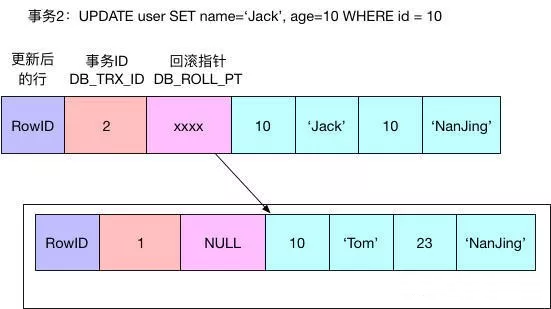 事务2：UPDATE user SET name=‘Jack’, age=10 WHERE id = 10
更新后的行
事务ID DB_TRX_ID
回滚指针 DB_ROLL_PT
RowID 2 xxxx 10 ‘Jack’ 10 ‘NanJing’
RowID 1 NULL 10 ‘Tom’ 23 ‘NanJing’